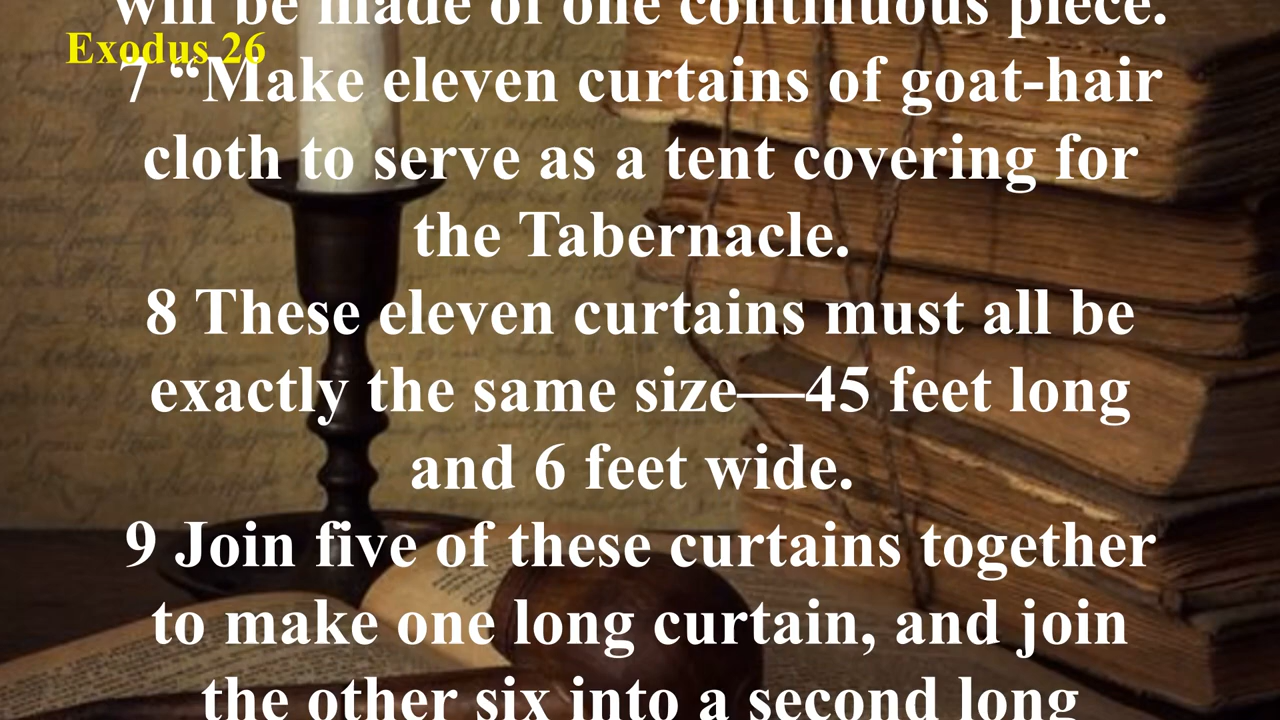 will be made of one continuous piece.
Exodus 26
7 “Make eleven curtains of goat-hair
cloth to serve as a tent covering for
the Tabernacle.
8 These eleven curtains must all be
exactly the same size—45 feet long
and 6 feet wide.
9 Join five of these curtains together
to make one long curtain, and join
the other six into a second long